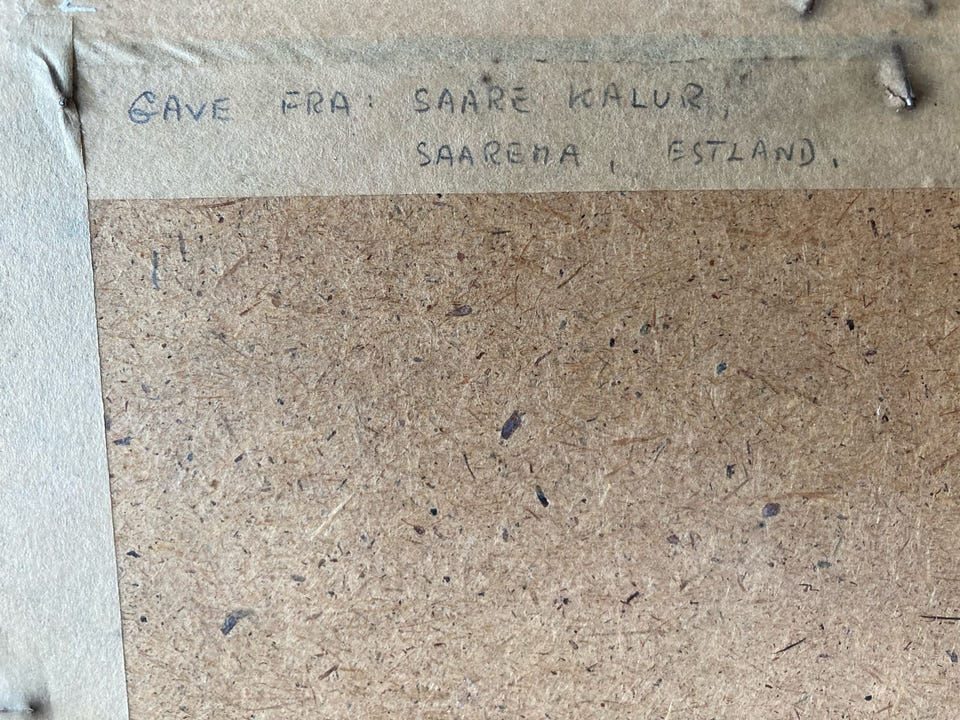 GAVE FRA: SAARE KALUR,
SAAREMA, ESTLAND.